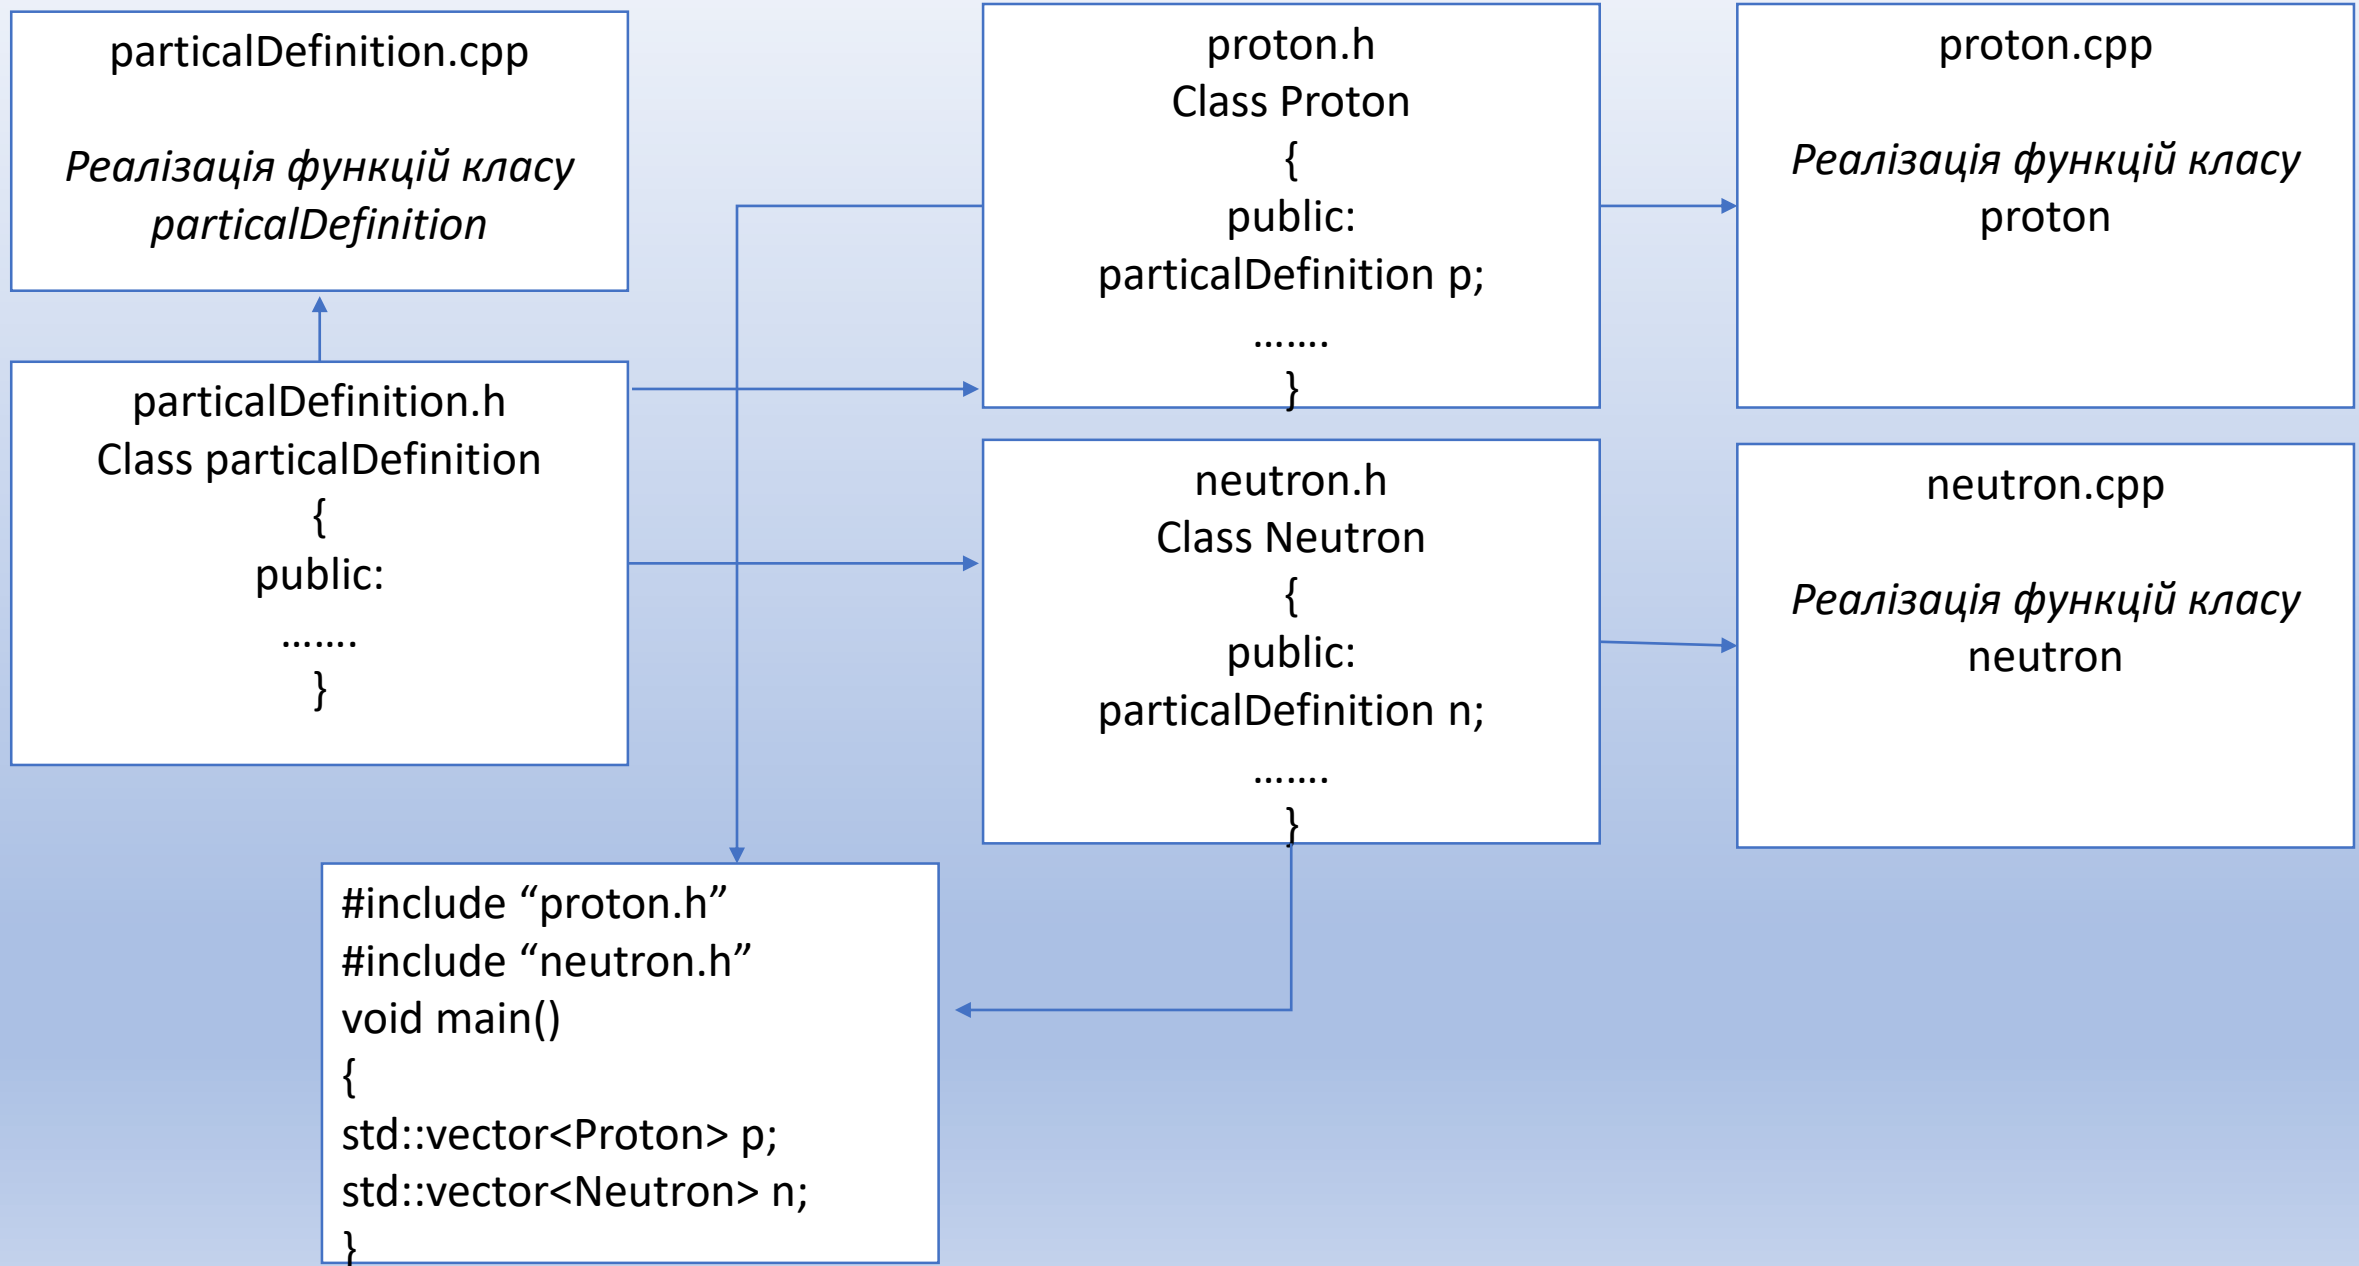 particalDefinition.cpp
Реалізація функцій класу
particalDefinition
particalDefinition.h
Class particalDefinition
{
public:
…….
}
proton.h
Class Proton
{
public:
particalDefinition p;
…….
}
proton.cpp
Реалізація функцій класу
proton
neutron.h
Class Neutron
{
public:
particalDefinition n;
…….
}
neutron.cpp
Реалізація функцій класу
neutron
#include “proton.h”
#include “neutron.h”
void main()
{
std::vector<Proton> p;
std::vector<Neutron> n;
}